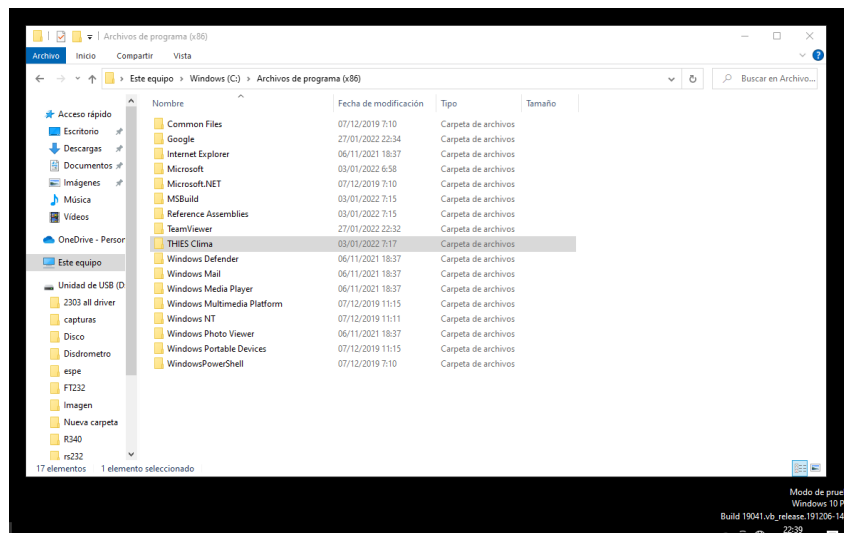 Archivos de programa (x86)
Archivo Inicio Compartir Vista
Este equipo > Windows (C:) > Archivos de programa (x86) Buscar en Archivo...
Nombre Fecha de modificación Tipo Tamaño
Acceso rápido
Escritorio
Descargas
Documentos
Imágenes
Música
Vídeos
OneDrive - Person
Este equipo
Unidad de USB (D
2303 all driver
capturas
Disco
Disdrometro
espe
FT232
Imagen
Nueva carpeta
R340
rs232
Common Files 07/12/2019 7:10 Carpeta de archivos
Google 27/01/2022 22:34 Carpeta de archivos
Internet Explorer 06/11/2021 18:37 Carpeta de archivos
Microsoft 03/01/2022 6:58 Carpeta de archivos
Microsoft.NET 07/12/2019 7:10 Carpeta de archivos
MSBuild 03/01/2022 7:15 Carpeta de archivos
Reference Assemblies 03/01/2022 7:15 Carpeta de archivos
TeamViewer 27/01/2022 22:32 Carpeta de archivos
THIES Clima 03/01/2022 7:17 Carpeta de archivos
Windows Defender 06/11/2021 18:37 Carpeta de archivos
Windows Mail 06/11/2021 18:37 Carpeta de archivos
Windows Media Player 06/11/2021 18:37 Carpeta de archivos
Windows Multimedia Platform 07/12/2019 11:15 Carpeta de archivos
Windows NT 07/12/2019 11:11 Carpeta de archivos
Windows Photo Viewer 06/11/2021 18:37 Carpeta de archivos
Windows Portable Devices 07/12/2019 11:15 Carpeta de archivos
WindowsPowerShell 07/12/2019 7:10 Carpeta de archivos
17 elementos 1 elemento seleccionado
Modo de prue
Windows 10 P
Build 19041.vb_release.191206-14
22:39